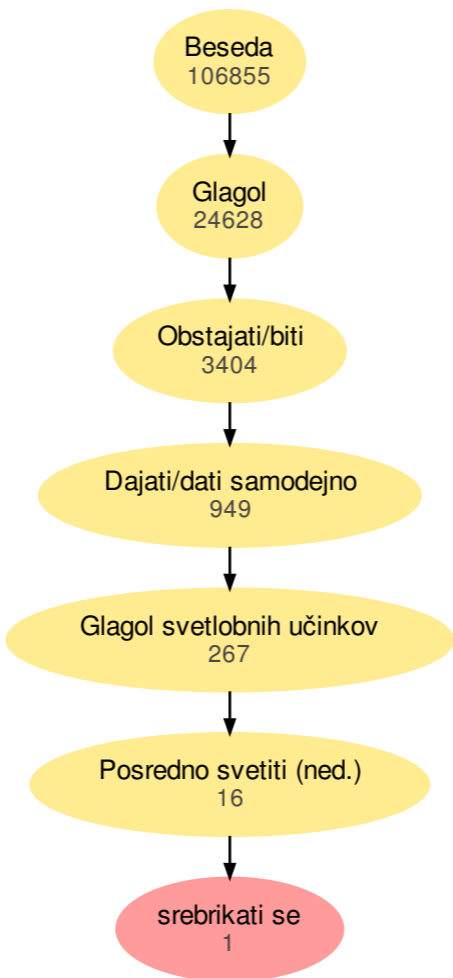 Beseda
106855
Glagol
24628
Obstajati/biti
3404
Dajati/dati samodejno
949
Glagol svetlobnih učinkov
267
Posredno svetiti (ned.)
16
srebrikati se
1